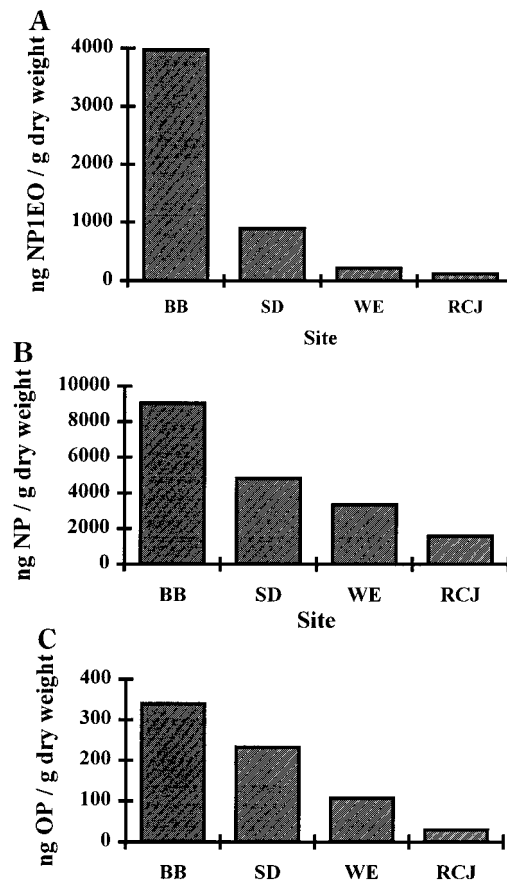 A
ng NP1EO / g dry weight
4000
3000
2000
1000
0
BB SD WE RCJ
Site
B
ng NP / g dry weight
10000
8000
6000
4000
2000
0
BB SD WE RCJ
Site
C
ng OP / g dry weight
400
300
200
100
0
BB SD WE RCJ